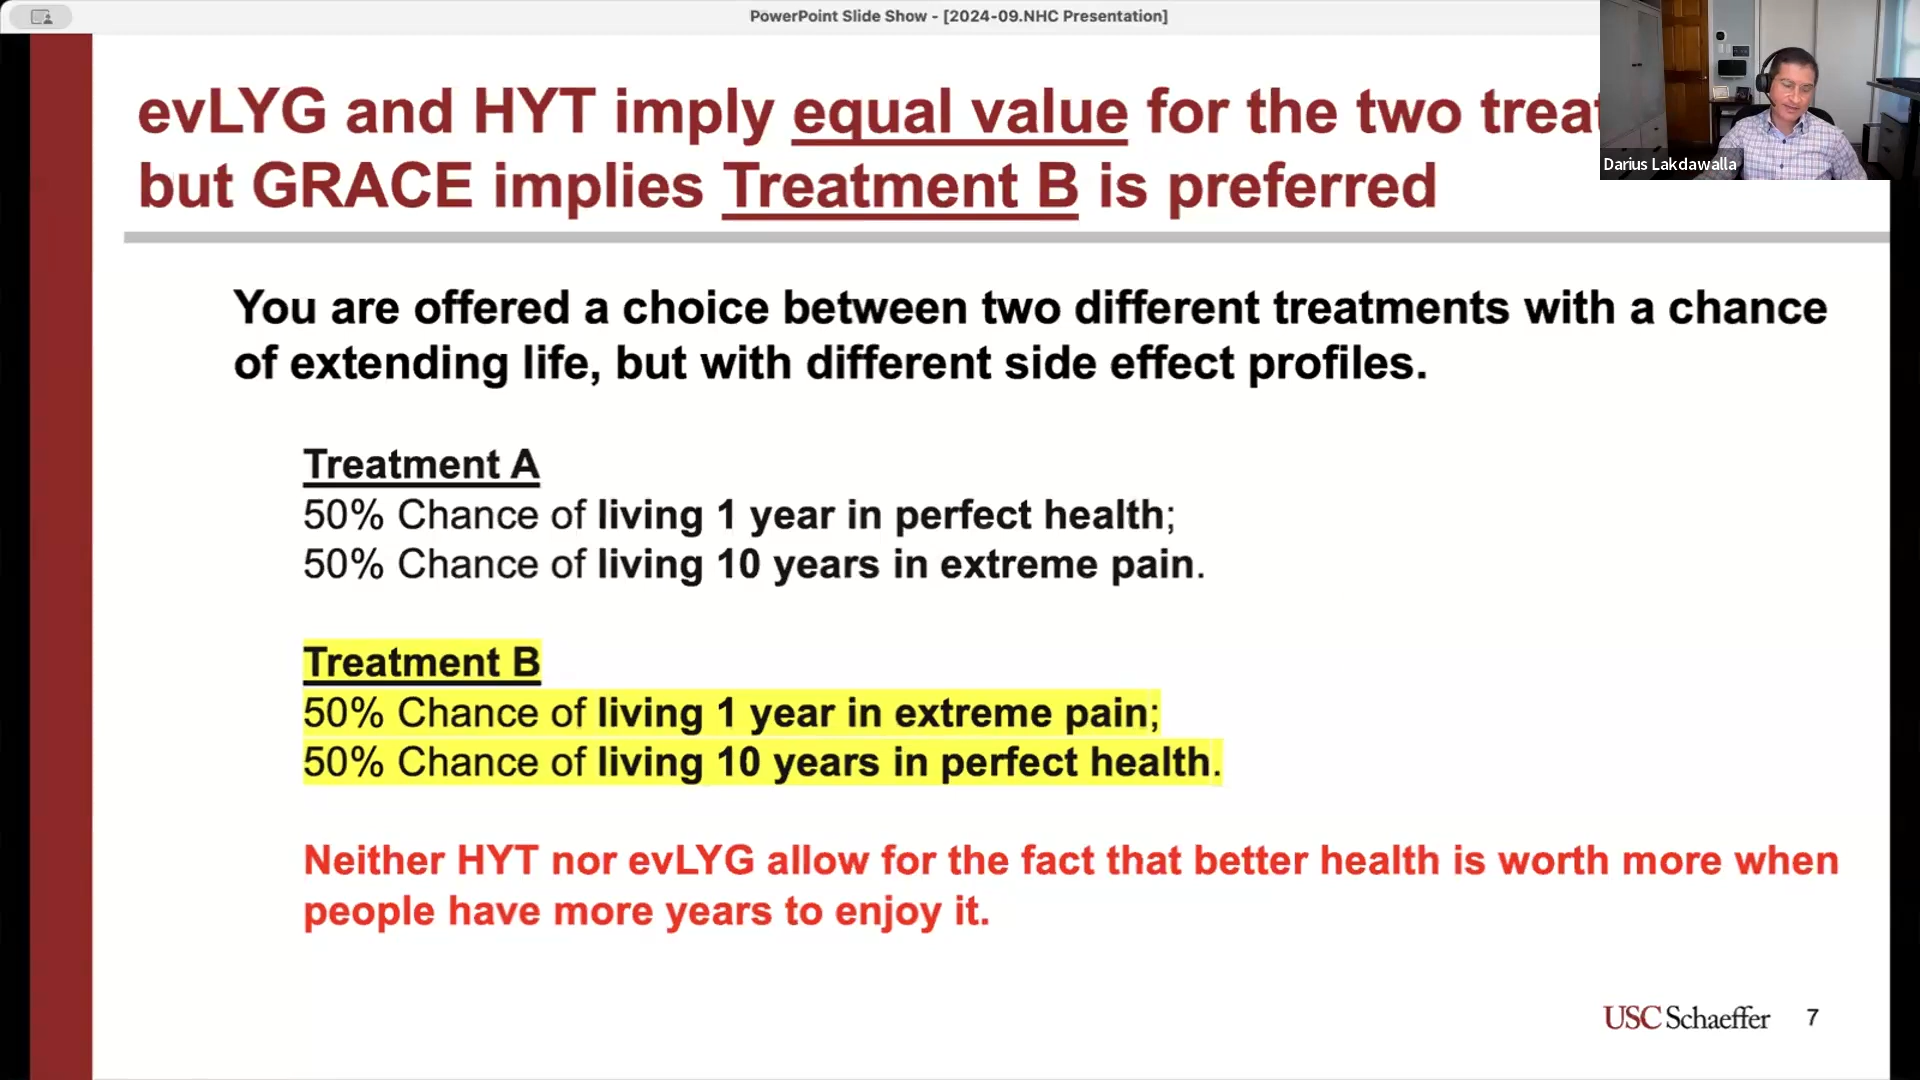 PowerPoint Slide Show - [2024-09.NHC Presentation]
evLYG and HYT imply equal value for the two
but GRACE implies Treatment B is preferred
Darius Lakdawalla
You are offered a choice between two different treatments with a chance
of extending life, but with different side effect profiles.
Treatment A
50% Chance of living 1 year in perfect health;
50% Chance of living 10 years in extreme pain.
Treatment B
50% Chance of living 1 year in extreme pain;
50% Chance of living 10 years in perfect health.
Neither HYT nor evLYG allow for the fact that better health is worth more when
people have more years to enjoy it.
USC Schaeffer 7